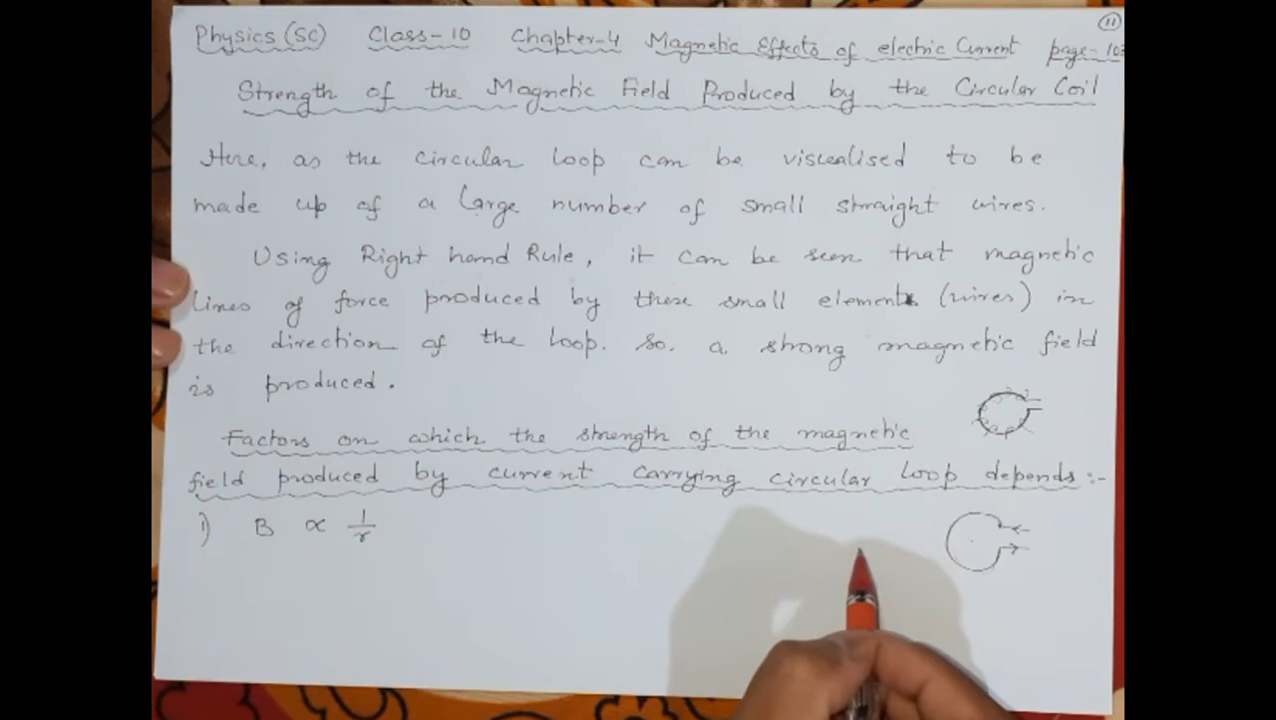 11
Physics (SC) Class-10 Chapter-4 Magnetic Effects of electric Current page-10
Strength of the Magnetic Field Produced by the Circular Coil
Here, as the circular loop can be visualised to be
made up of a large number of small straight wires.
Using Right hand Rule, it can be seen that magnetic
lines of force produced by these small element (wires) in
the direction of the loop. So, a strong magnetic field
is produced.
Factors on which the strength of the magnetic
field produced by current carrying circular loop depends :-
1) B ∝ 1/r